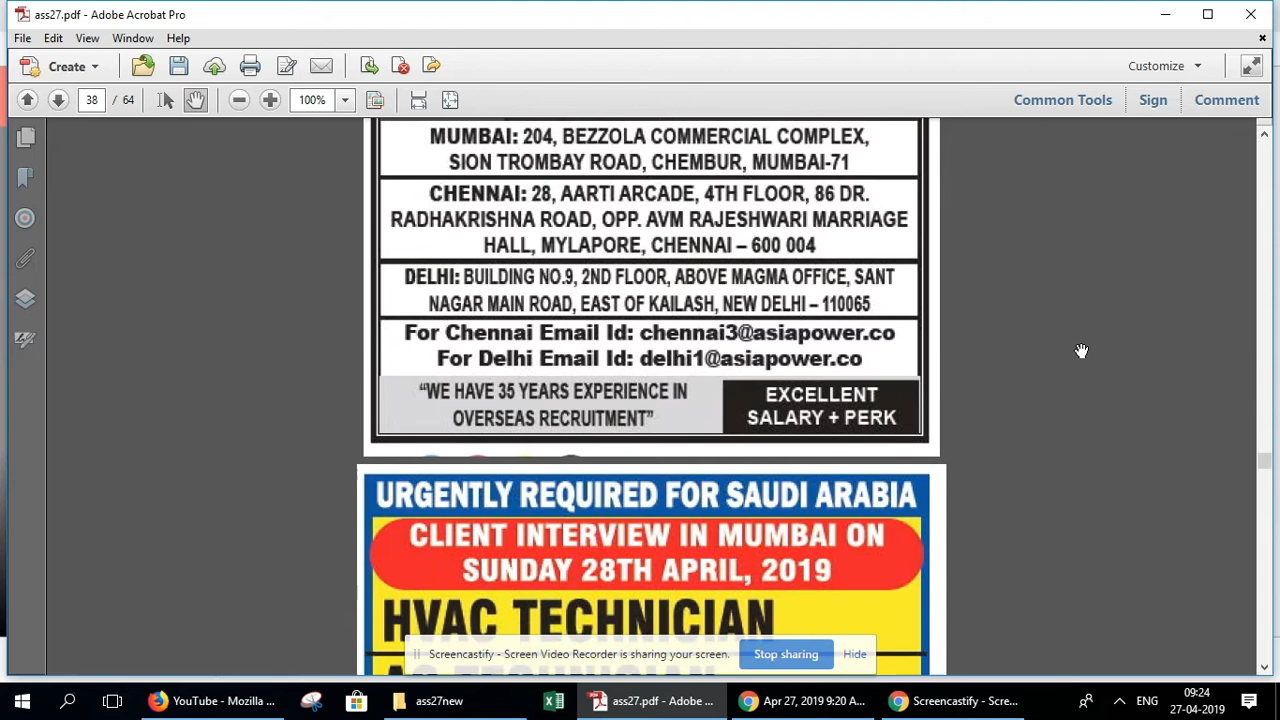 ass27.pdf - Adobe Acrobat Pro
File Edit View Window Help
Create Customize
38 / 64 100% Common Tools Sign Comment
MUMBAI: 204, BEZZOLA COMMERCIAL COMPLEX,
SION TROMBAY ROAD, CHEMBUR, MUMBAI-71
CHENNAI: 28, AARTI ARCADE, 4TH FLOOR, 86 DR.
RADHAKRISHNA ROAD, OPP. AVM RAJESHWARI MARRIAGE
HALL, MYLAPORE, CHENNAI – 600 004
DELHI: BUILDING NO.9, 2ND FLOOR, ABOVE MAGMA OFFICE, SANT
NAGAR MAIN ROAD, EAST OF KAILASH, NEW DELHI – 110065
For Chennai Email Id: chennai3@asiapower.co
For Delhi Email Id: delhi1@asiapower.co
“WE HAVE 35 YEARS EXPERIENCE IN
OVERSEAS RECRUITMENT”
EXCELLENT
SALARY + PERK
URGENTLY REQUIRED FOR SAUDI ARABIA
CLIENT INTERVIEW IN MUMBAI ON
SUNDAY 28TH APRIL, 2019
HVAC TECHNICIAN
Screencastify - Screen Video Recorder is sharing your screen. Stop sharing Hide
YouTube - Mozilla ... ass27new ass27.pdf - Adobe ... Apr 27, 2019 9:20 A... Screencastify - Scre... ENG
09:24
27-04-2019